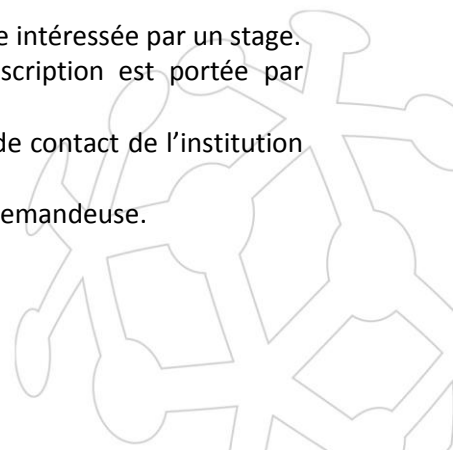 e intéressée par un stage.
scription est portée par
de contact de l’institution
emandeuse.